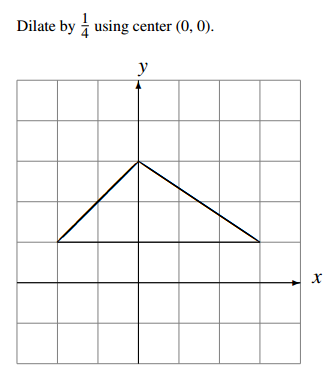 Dilate by 1/4 using center (0, 0).
y
x